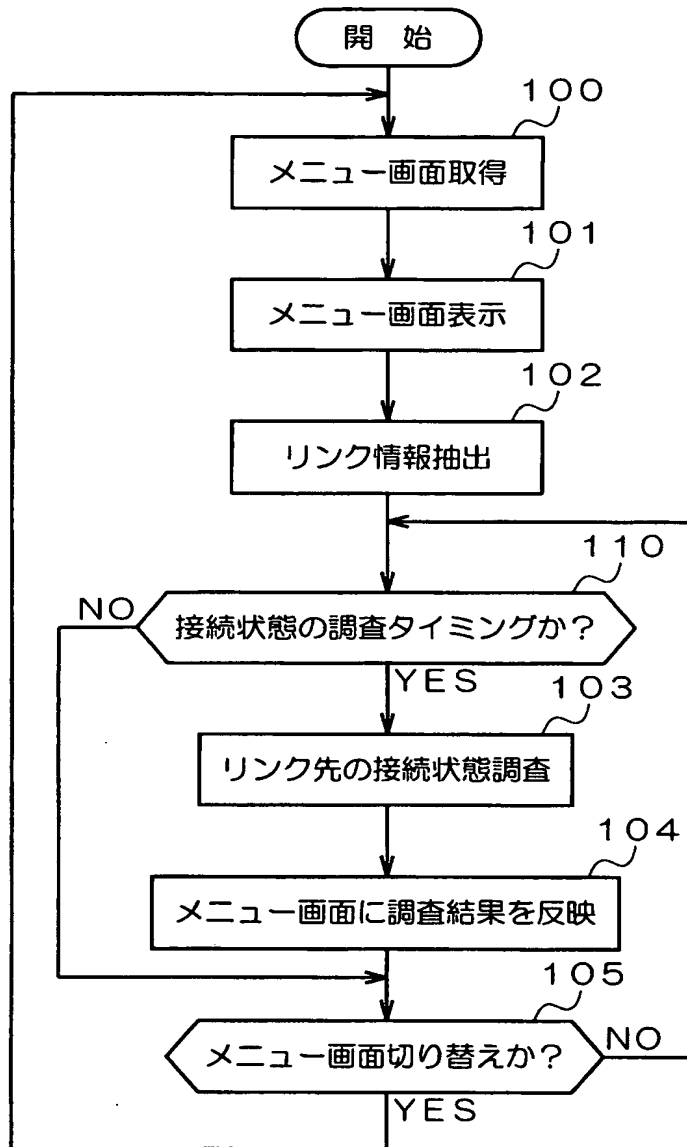 開 始
100
メニュー画面取得
101
メニュー画面表示
102
リンク情報抽出
110
NO
接続状態の調査タイミングか？
YES
103
リンク先の接続状態調査
104
メニュー画面に調査結果を反映
105
メニュー画面切り替えか？
NO
YES